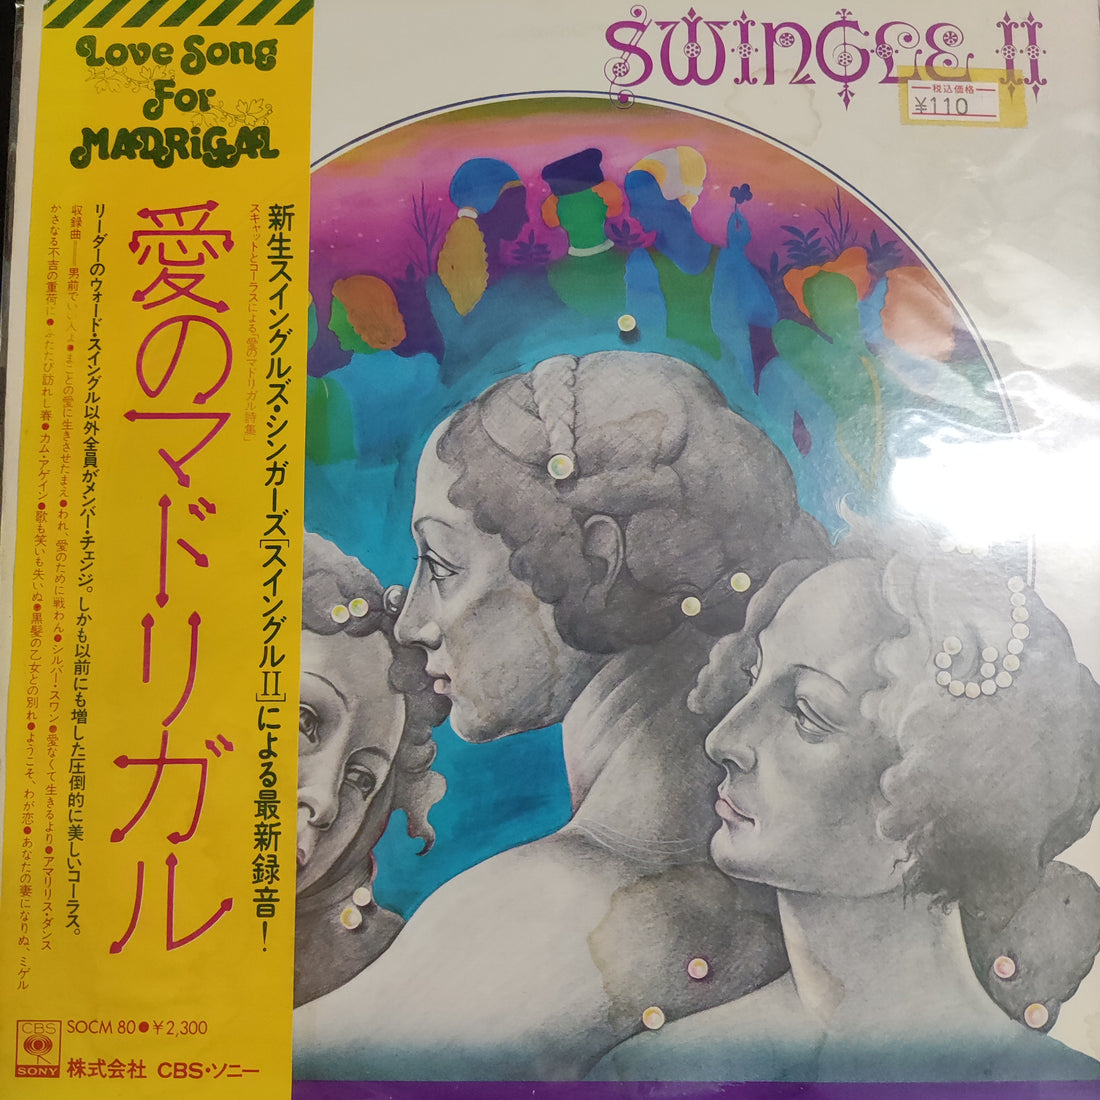 SWINGLE II
税込価格
¥110
Love Song
For
MADRIGAL
新生スイングルズ・シンガーズ[スイングルII]による最新録音!
スキャットとコーラスによる「愛のマドリガル詩集」
愛のマドリガル
リーダーのウォード・スイングル以外全員がメンバー・チェンジ。しかも以前にも増した圧倒的に美しいコーラス。
収録曲──男前でいい人よ●まことの愛に生きさせたまえ●われ、愛のために戦わん●シルバー・スワン●愛なくて生きるより●アマリリス・ダンス
かさなる不吉の重荷に●ふたたび訪れし春●カム・アゲイン●歌も笑いも失いぬ●黒髪の乙女との別れ●ようこそ、わが恋●あなたの妻になりぬ、ミゲル
CBS
SONY
SOCM 80●¥2,300
株式会社 CBS・ソニー